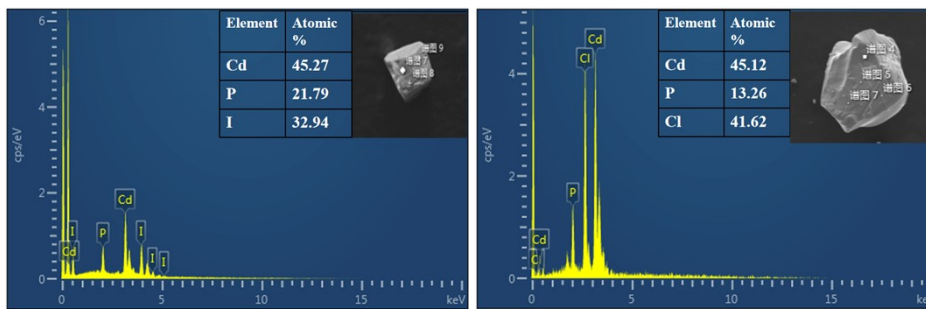 Element Atomic %
Cd 45.27
P 21.79
I 32.94
谱图 9
谱图 7
谱图 8
cps/eV
6
4
2
0
Cd
I
P
Cd
I
I
I
0 5 10 15 keV
Element Atomic %
Cd 45.12
P 13.26
Cl 41.62
谱图 4
谱图 5
谱图 6
谱图 7
cps/eV
4
2
0
Cd
Cl
P
Cd
0 5 10 15 ke